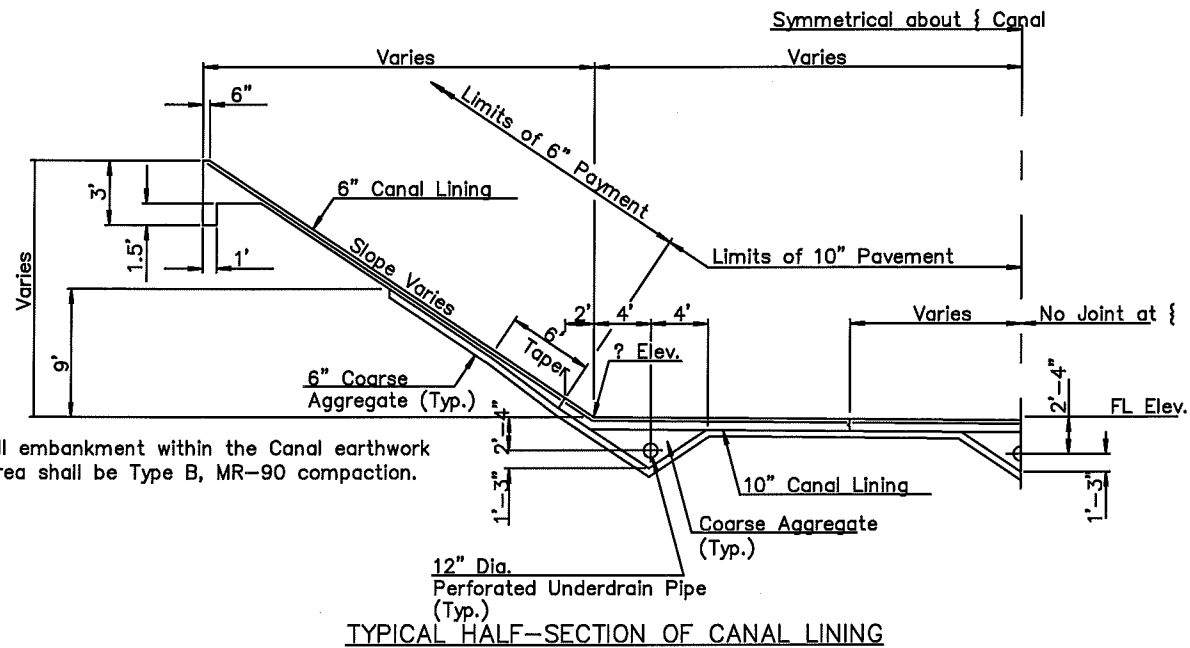 Symmetrical about { Canal
Varies
Varies
6"
Limits of 6" Payment
3'
6" Canal Lining
1.5'
1'
Slope Varies
Limits of 10" Pavement
Varies
9'
2'
4'
4'
Varies
No Joint at {
6'
Taper
? Elev.
6" Coarse
Aggregate (Typ.)
2'-4"
FL Elev.
2'-4"
ll embankment within the Canal earthwork
rea shall be Type B, MR-90 compaction.
1'-3"
10" Canal Lining
1'-3"
Coarse Aggregate
(Typ.)
12" Dia.
Perforated Underdrain Pipe
(Typ.)
TYPICAL HALF-SECTION OF CANAL LINING